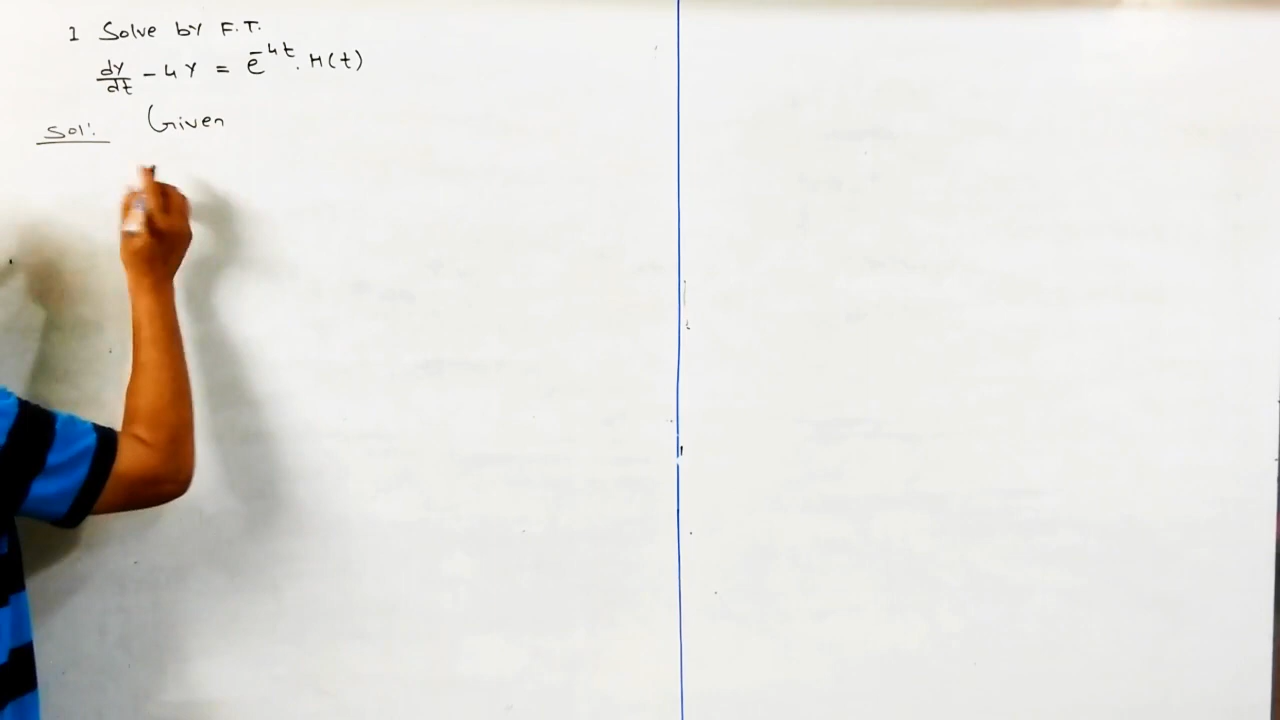 1 Solve by F.T.
dy/dt - 4y = e^-4t . H(t)
Sol: Given